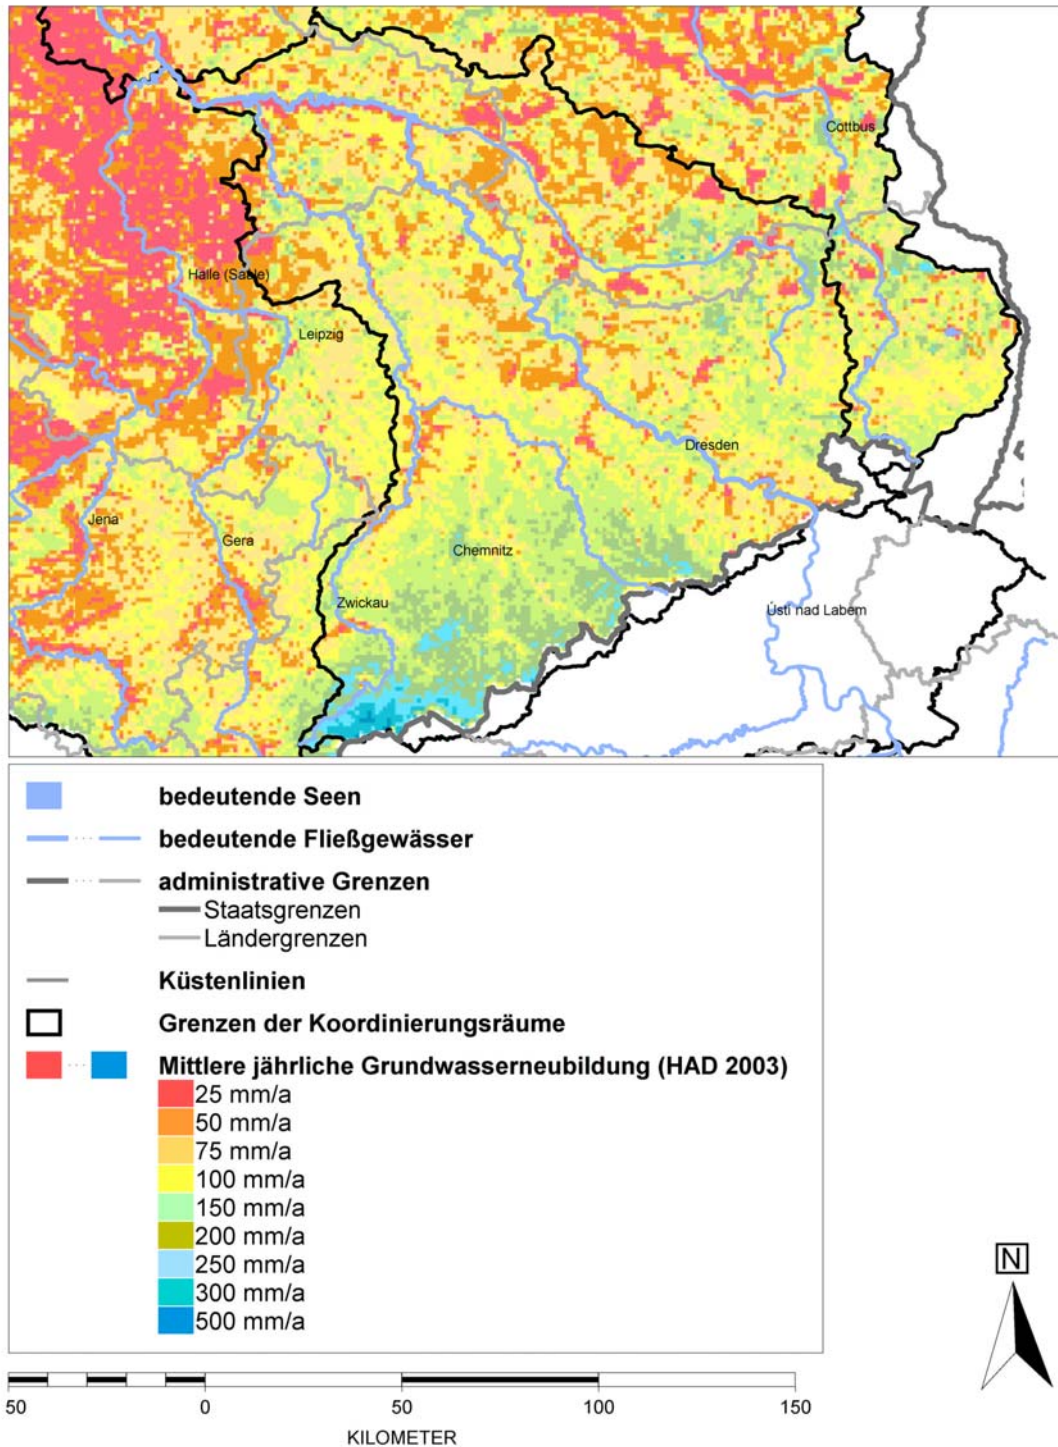 Cottbus
Halle (Saale)
Leipzig
Dresden
Jena
Gera
Chemnitz
Zwickau
Ústí nad Labem
bedeutende Seen
bedeutende Fließgewässer
administrative Grenzen
Staatsgrenzen
Ländergrenzen
Küstenlinien
Grenzen der Koordinierungsräume
Mittlere jährliche Grundwasserneubildung (HAD 2003)
25 mm/a
50 mm/a
75 mm/a
100 mm/a
150 mm/a
200 mm/a
250 mm/a
300 mm/a
500 mm/a
N
50 0 50 100 150
KILOMETER